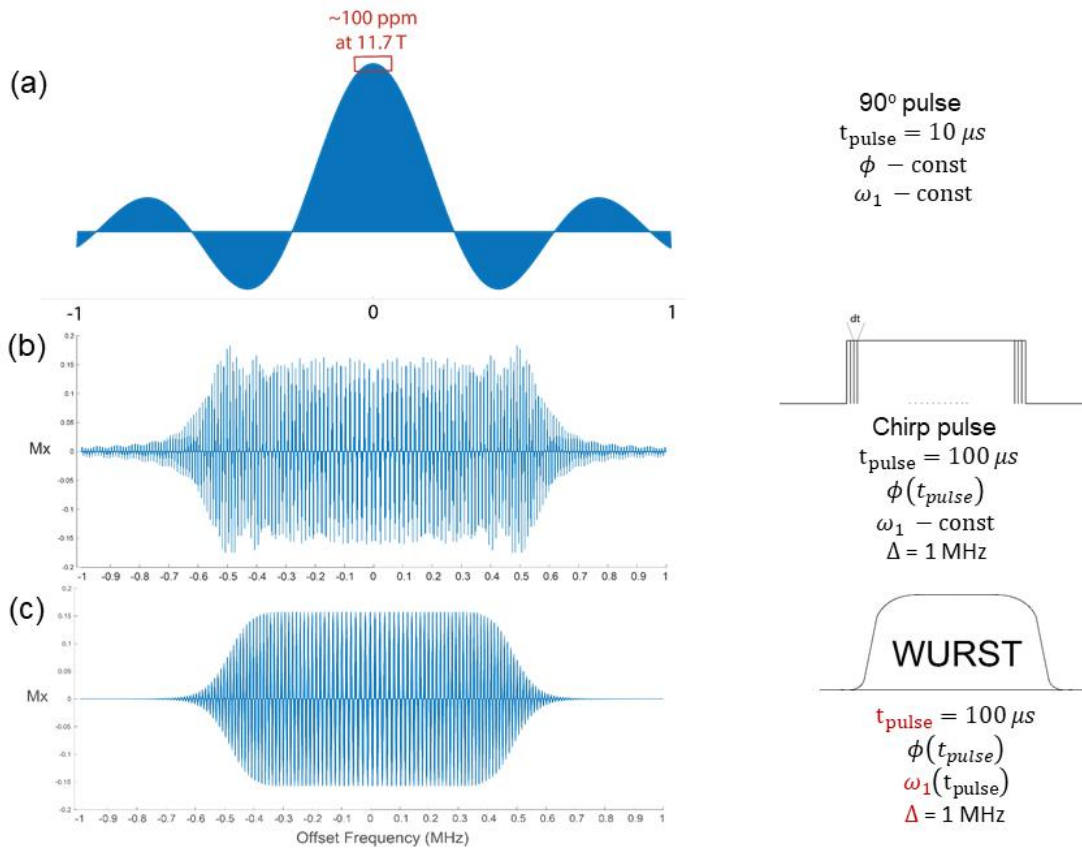 ~100 ppm
at 11.7 T
(a)
-1 0 1
90° pulse
t_pulse = 10 μs
ϕ − const
ω₁ − const
(b)
Mx
0.2
0.15
0.1
0.05
0
-0.05
-0.1
-0.15
-0.2
-1 -0.9 -0.8 -0.7 -0.6 -0.5 -0.4 -0.3 -0.2 -0.1 0 0.1 0.2 0.3 0.4 0.5 0.6 0.7 0.8 0.9 1
dt
Chirp pulse
t_pulse = 100 μs
ϕ(t_pulse)
ω₁ − const
Δ = 1 MHz
(c)
Mx
0.2
0.15
0.1
0.05
0
-0.05
-0.1
-0.15
-0.2
-1 -0.9 -0.8 -0.7 -0.6 -0.5 -0.4 -0.3 -0.2 -0.1 0 0.1 0.2 0.3 0.4 0.5 0.6 0.7 0.8 0.9 1
Offset Frequency (MHz)
WURST
t_pulse = 100 μs
ϕ(t_pulse)
ω₁(t_pulse)
Δ = 1 MHz